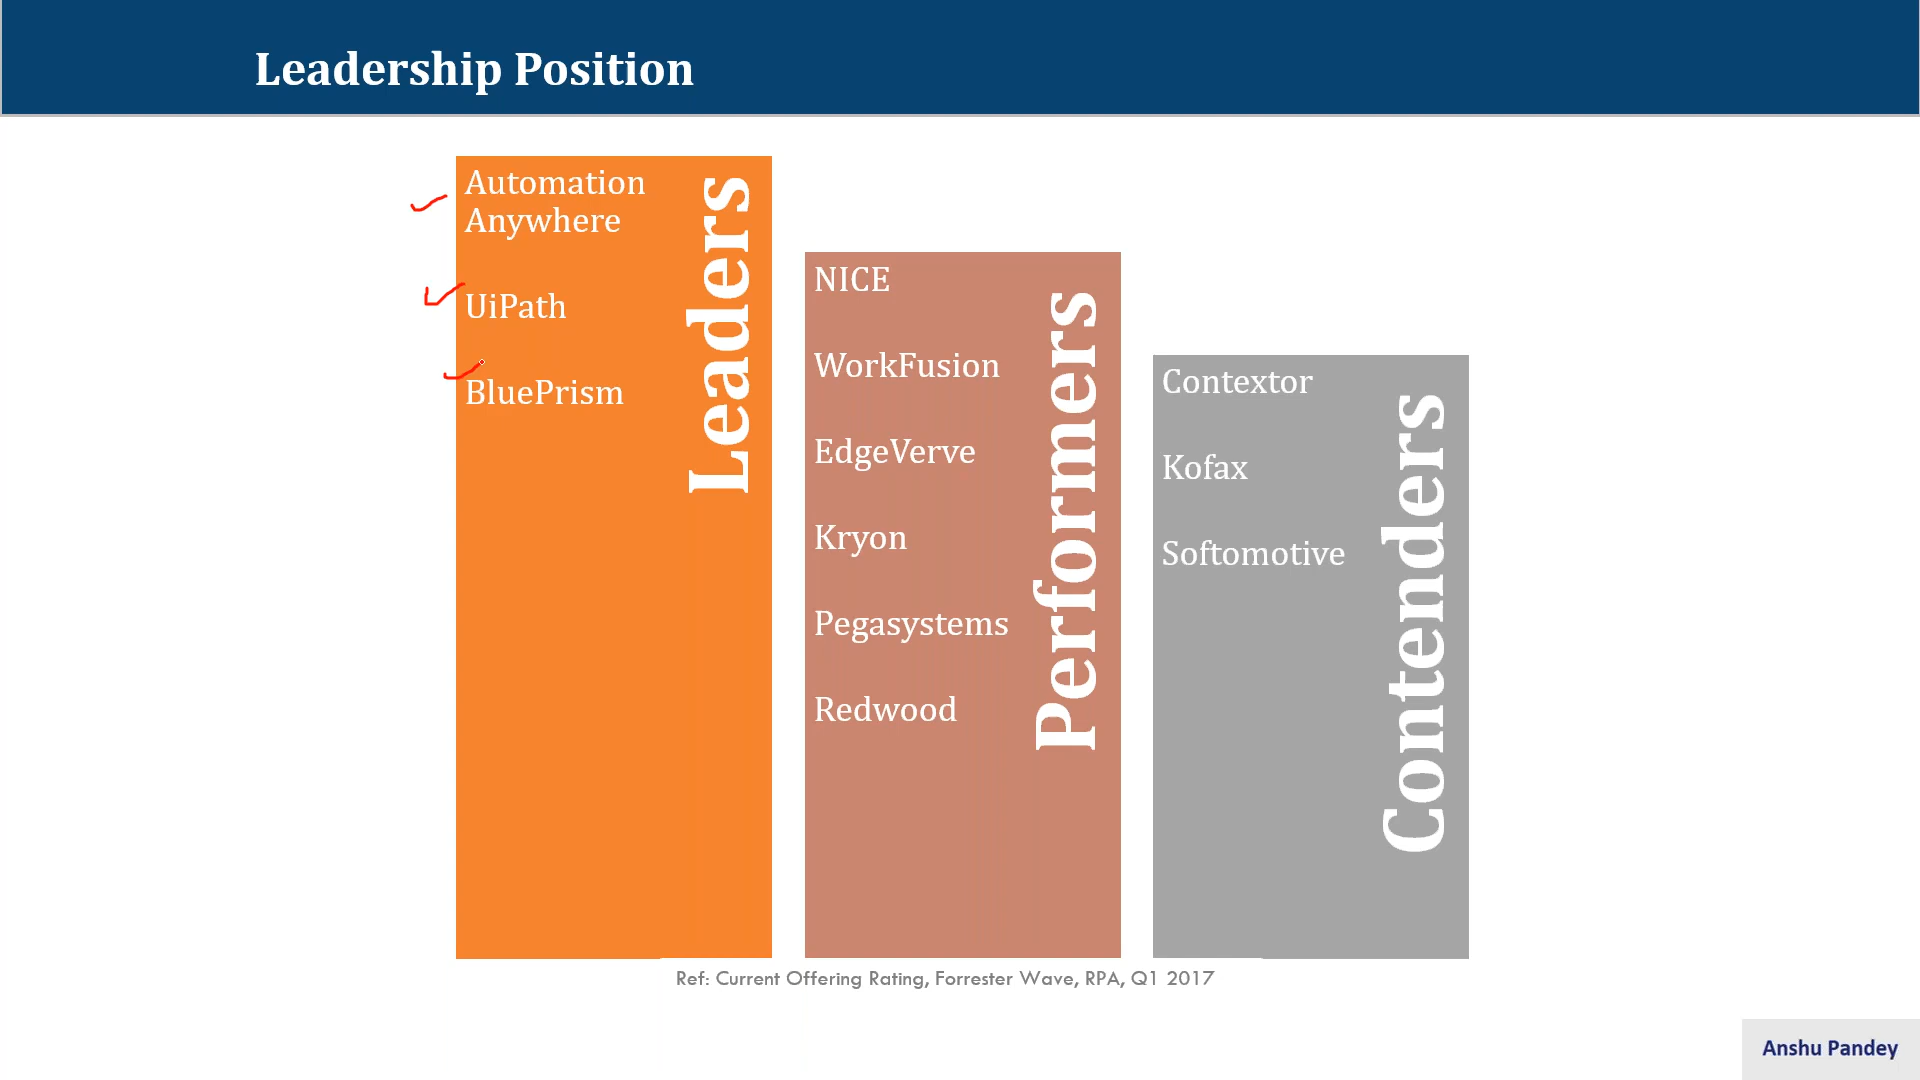 Leadership Position
Automation
Anywhere
UiPath
BluePrism
Leaders
NICE
WorkFusion
EdgeVerve
Kryon
Pegasystems
Redwood
Performers
Contextor
Kofax
Softomotive
Contenders
Ref: Current Offering Rating, Forrester Wave, RPA, Q1 2017
Anshu Pandey